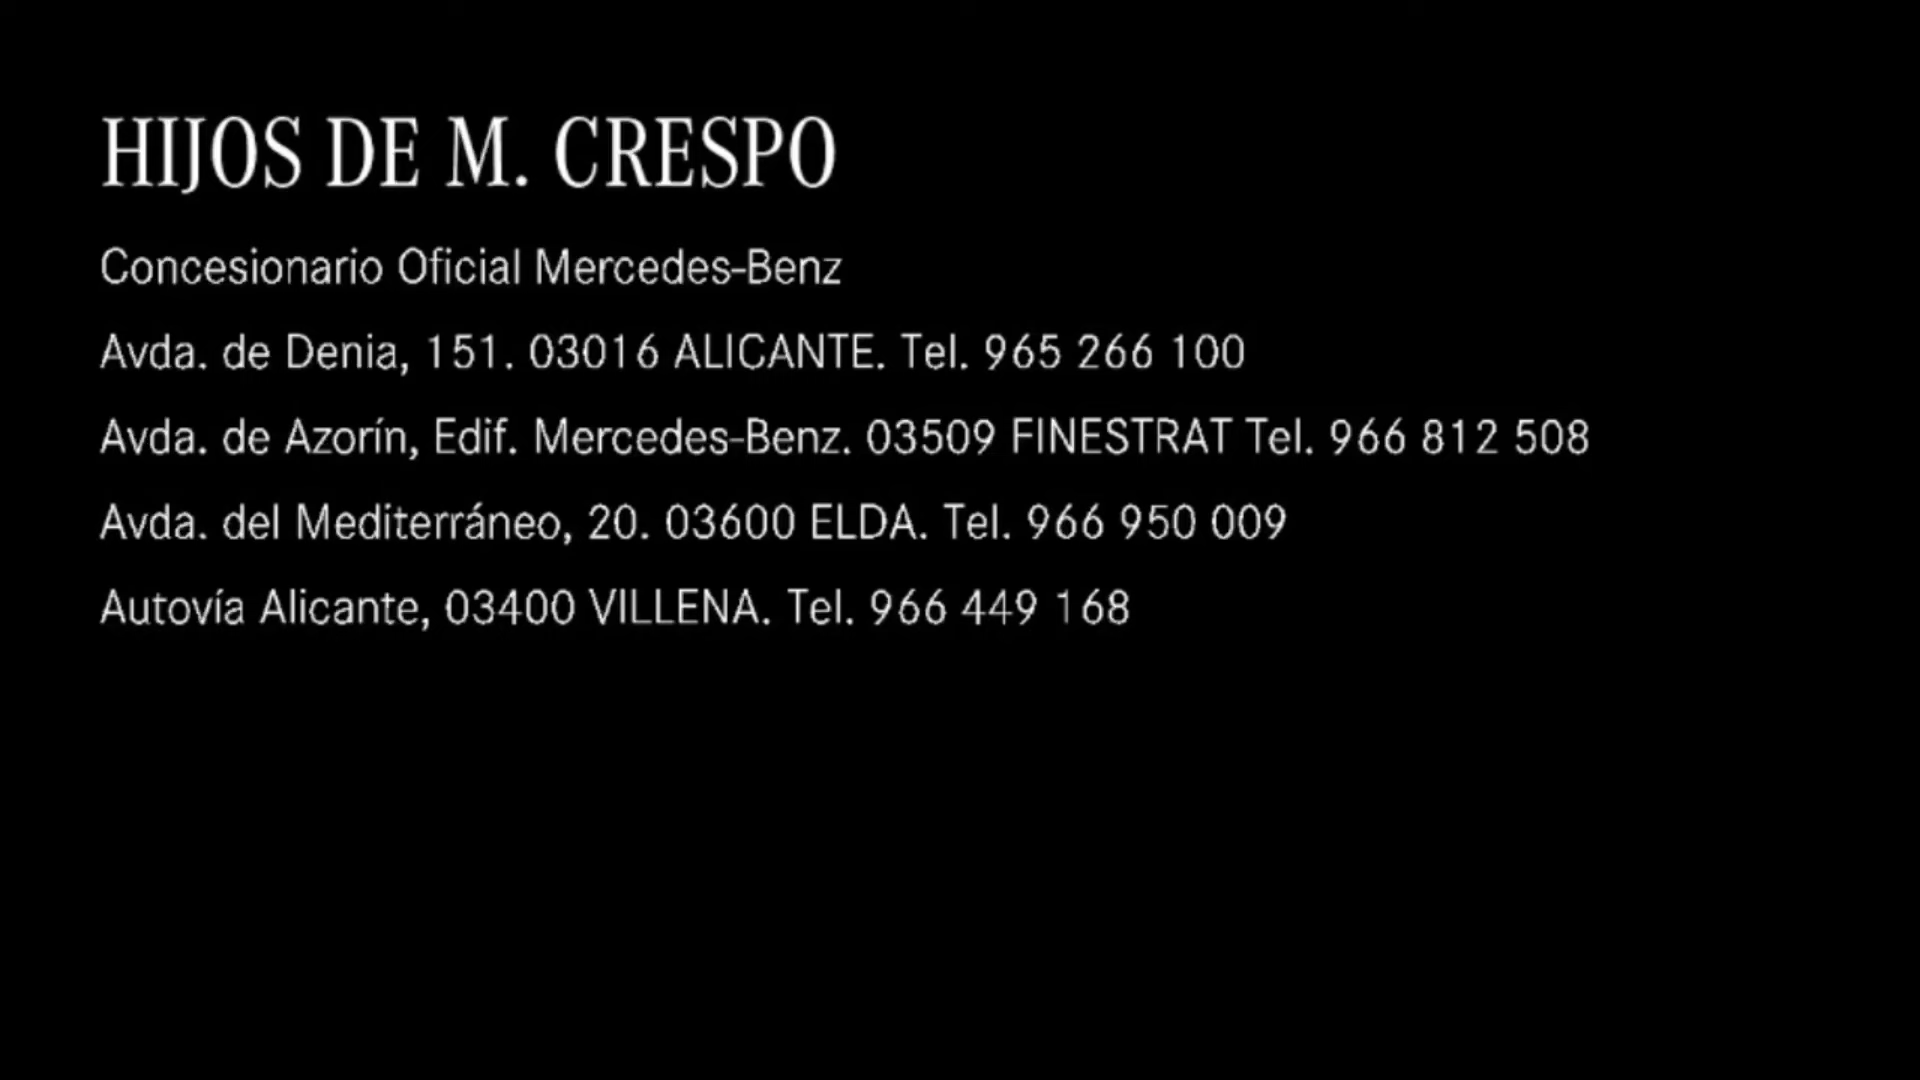 HIJOS DE M. CRESPO
Concesionario Oficial Mercedes-Benz
Avda. de Denia, 151. 03016 ALICANTE. Tel. 965 266 100
Avda. de Azorín, Edif. Mercedes-Benz. 03509 FINESTRAT Tel. 966 812 508
Avda. del Mediterráneo, 20. 03600 ELDA. Tel. 966 950 009
Autovía Alicante, 03400 VILLENA. Tel. 966 449 168